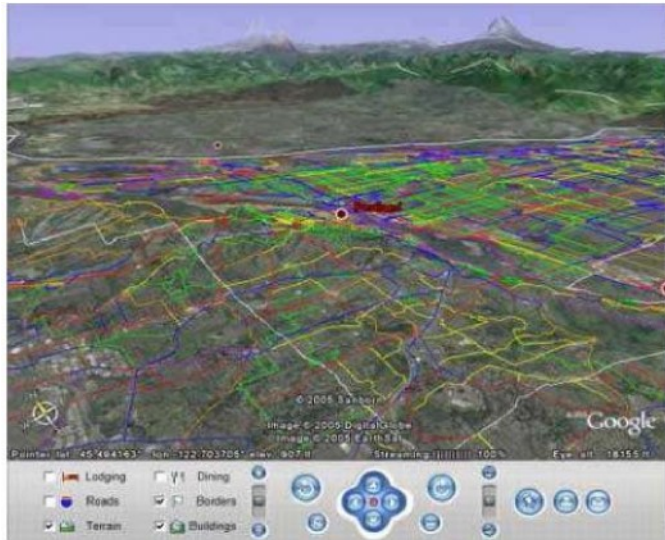 Portland
© 2005 Sanborn
Image © 2005 DigitalGlobe
Image © 2005 EarthSat
Google
Pointer lat 45.494163° lon -122.703705° elev 907 ft Streaming |||||||| 100% Eye alt 18155 ft
Lodging Dining
Roads Borders
Terrain Buildings